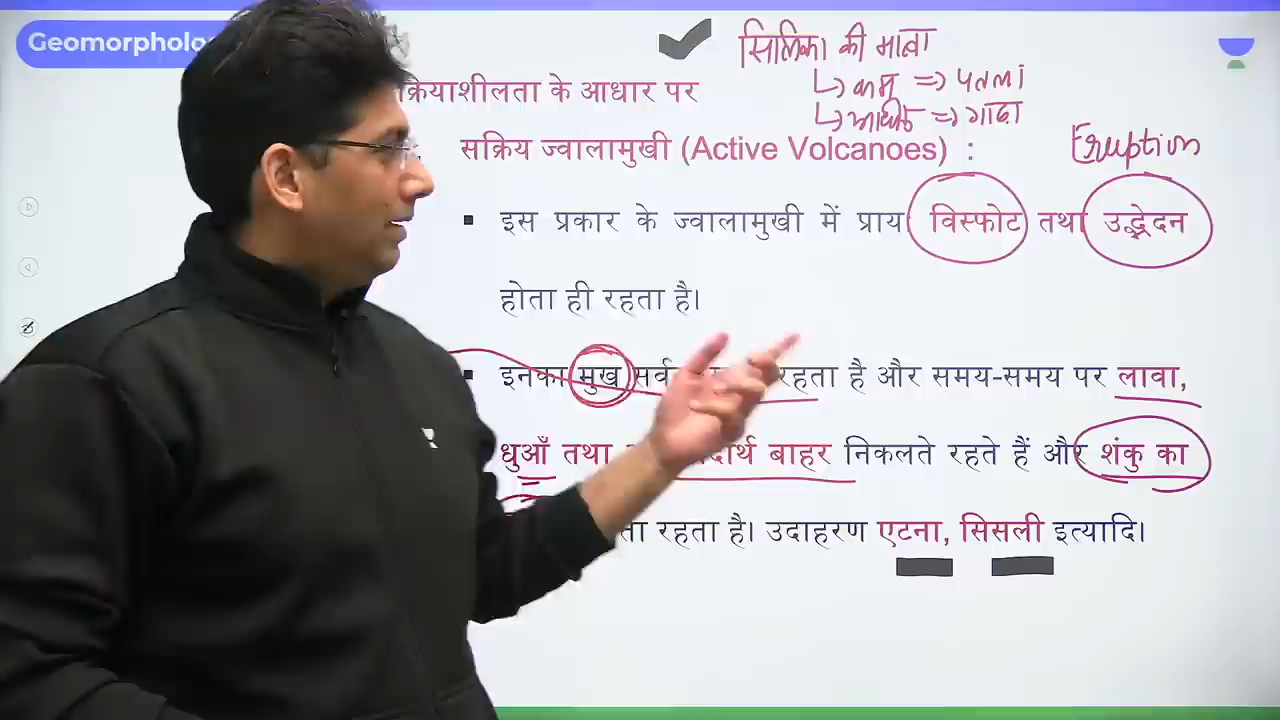 Geomorpholo
सिलिका की मात्रा
↳ कम ⇒ पतला
↳ अधिक ⇒ गाढा
क्रियाशीलता के आधार पर
सक्रिय ज्वालामुखी (Active Volcanoes) :
Eruption
▪ इस प्रकार के ज्वालामुखी में प्राय विस्फोट तथा उद्भेदन
होता ही रहता है।
▪ इनका मुख रहता है और समय-समय पर लावा,
धुआँ तथा बाहर निकलते रहते हैं और शंकु का
रहता है। उदाहरण एटना, सिसली इत्यादि।